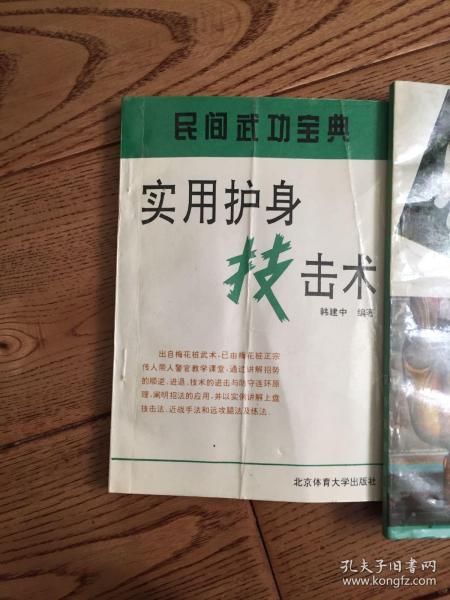 民间武功宝典
实用护身
技击术
韩建中 编著
出自梅花桩武术,已由梅花桩正宗
传人带入警官教学课堂,通过讲解招势
的顺逆、进退、技术的进击与防守连环原
理,阐明招法的应用,并以实例讲解上盘
技击法、近战手法和远攻腿法及练法。
北京体育大学出版社
孔夫子旧书网
www.kongfz.com